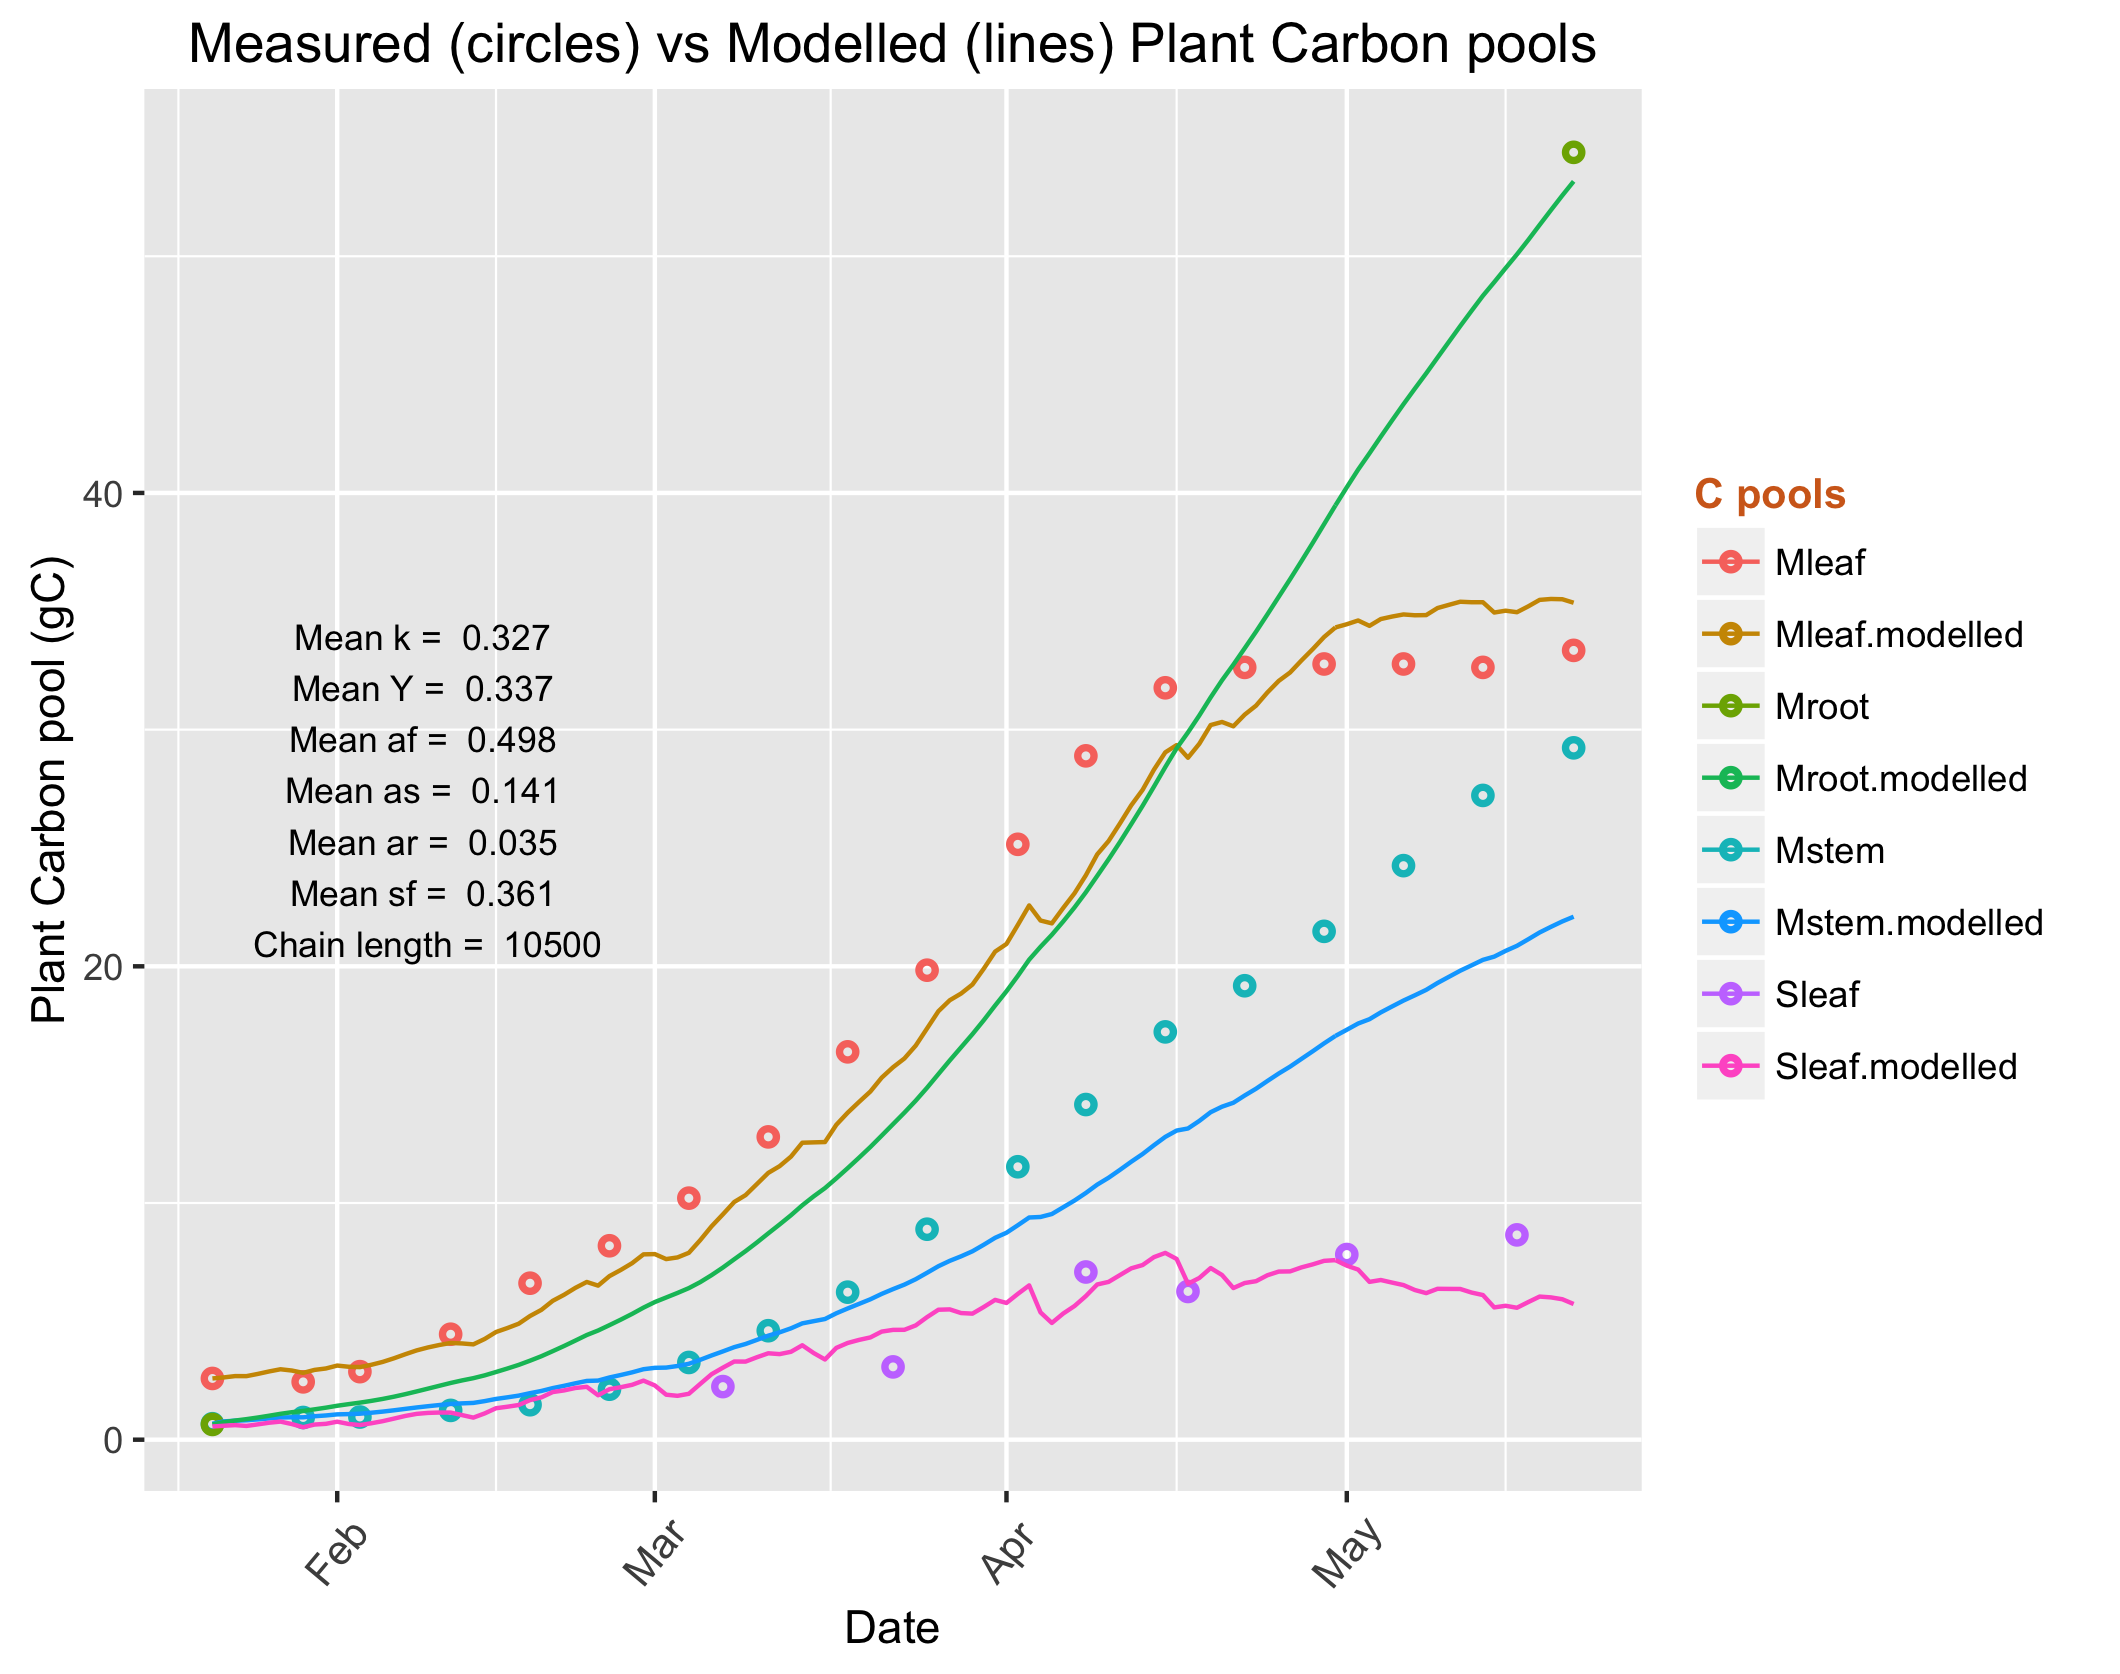 Measured (circles) vs Modelled (lines) Plant Carbon pools
Plant Carbon pool (gC)
40
20
0
Mean k = 0.327
Mean Y = 0.337
Mean af = 0.498
Mean as = 0.141
Mean ar = 0.035
Mean sf = 0.361
Chain length = 10500
Feb
Mar
Apr
May
Date
C pools
Mleaf
Mleaf.modelled
Mroot
Mroot.modelled
Mstem
Mstem.modelled
Sleaf
Sleaf.modelled